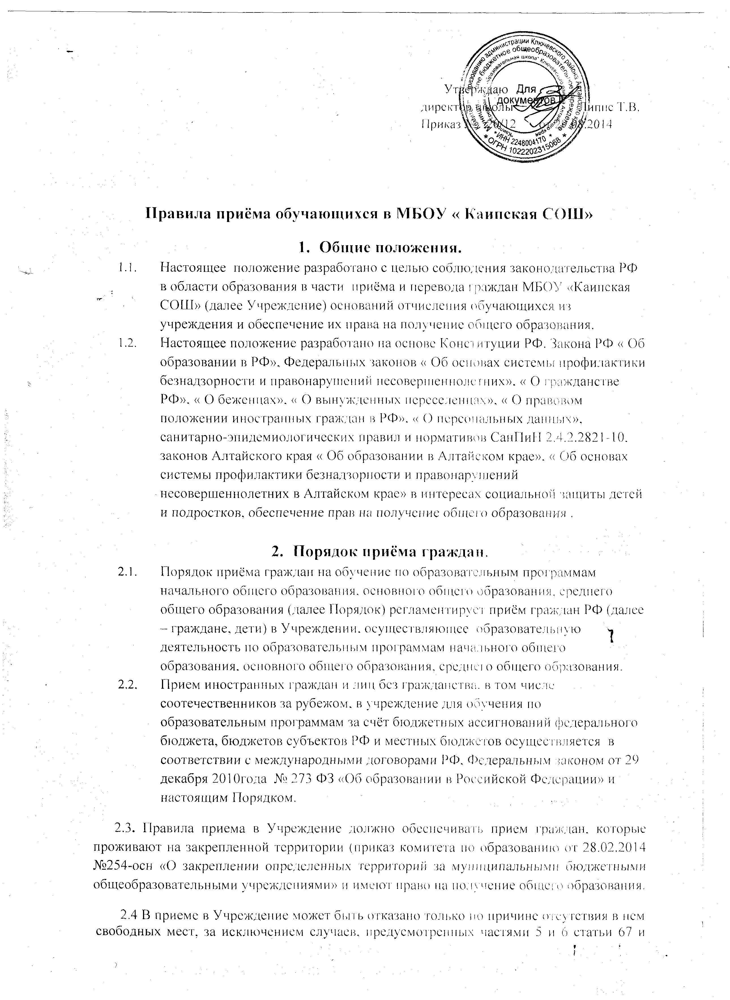 Утверждаю
директор школы Липис Т.В.
Приказ
Для
документов
ИНН 2248004170
ОГРН 1022202315068
Правила приёма обучающихся в МБОУ « Каипская СОШ»
1. Общие положения.
1.1. Настоящее положение разработано с целью соблюдения законодательства РФ
в области образования в части приёма и перевода граждан МБОУ «Каипская
СОШ» (далее Учреждение) оснований отчисления обучающихся из
учреждения и обеспечение их права на получение общего образования.
1.2. Настоящее положение разработано на основе Конституции РФ, Закона РФ « Об
образовании в РФ», Федеральных законов « Об основах системы профилактики
безнадзорности и правонарушений несовершеннолетних», « О гражданстве
РФ», « О беженцах», « О вынужденных переселенцах», « О правовом
положении иностранных граждан в РФ», « О персональных данных»,
санитарно-эпидемиологических правил и нормативов СанПиН 2.4.2.2821-10,
законов Алтайского края « Об образовании в Алтайском крае», « Об основах
системы профилактики безнадзорности и правонарушений
несовершеннолетних в Алтайском крае» в интересах социальной защиты детей
и подростков, обеспечение прав на получение общего образования .
2. Порядок приёма граждан.
2.1. Порядок приёма граждан на обучение по образовательным программам
начального общего образования, основного общего образования, среднего
общего образования (далее Порядок) регламентирует приём граждан РФ (далее
– граждане, дети) в Учреждении, осуществляющее образовательную
деятельность по образовательным программам начального общего
образования, основного общего образования, среднего общего образования.
2.2. Прием иностранных граждан и лиц без гражданства, в том числе
соотечественников за рубежом, в учреждение для обучения по
образовательным программам за счёт бюджетных ассигнований федерального
бюджета, бюджетов субъектов РФ и местных бюджетов осуществляется в
соответствии с международными договорами РФ, Федеральным законом от 29
декабря 2010года № 273 ФЗ «Об образовании в Российской Федерации» и
настоящим Порядком.
2.3. Правила приема в Учреждение должно обеспечивать прием граждан, которые
проживают на закрепленной территории (приказ комитета по образованию от 28.02.2014
№254-осн «О закреплении определенных территорий за муниципальными бюджетными
общеобразовательными учреждениями» и имеют право на получение общего образования.
2.4 В приеме в Учреждение может быть отказано только по причине отсутствия в нем
свободных мест, за исключением случаев, предусмотренных частями 5 и 6 статьи 67 и